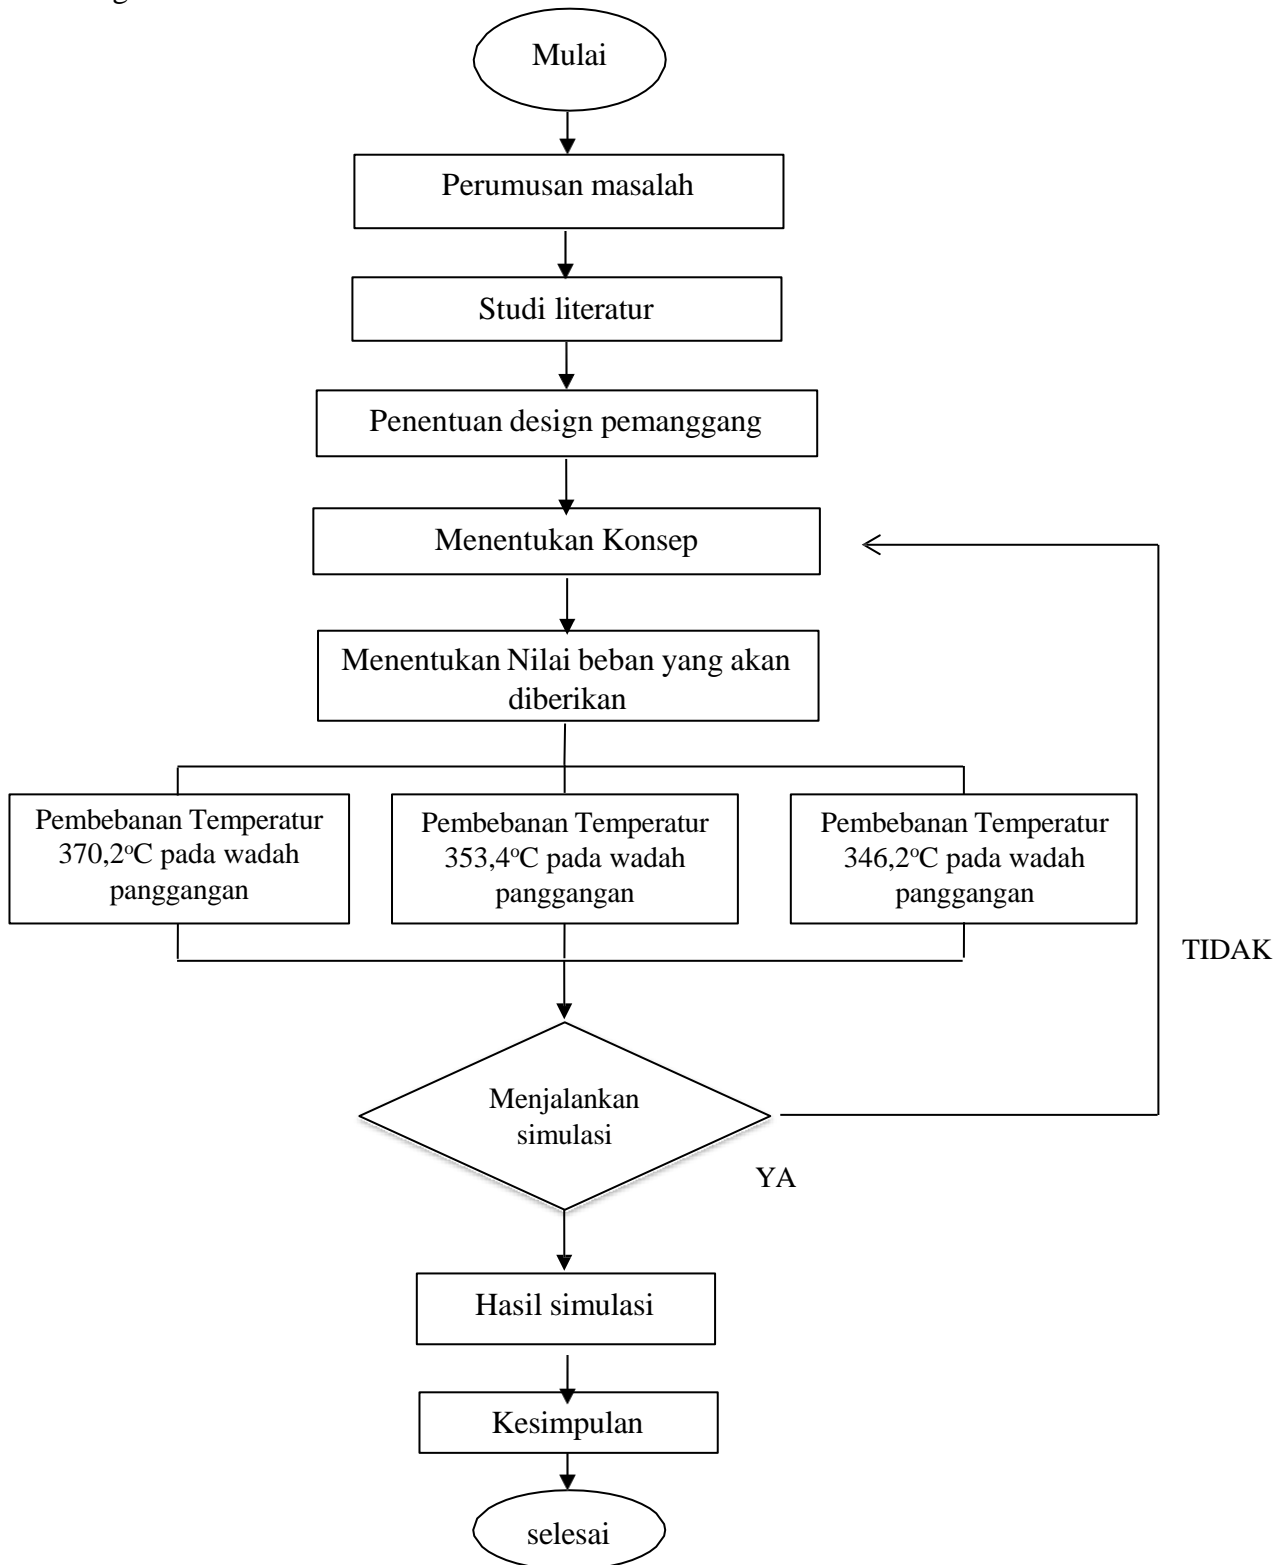 Mulai
Perumusan masalah
Studi literatur
Penentuan design pemanggang
Menentukan Konsep
Menentukan Nilai beban yang akan
diberikan
Pembebanan Temperatur
370,2°C pada wadah
panggangan
Pembebanan Temperatur
353,4°C pada wadah
panggangan
Pembebanan Temperatur
346,2°C pada wadah
panggangan
TIDAK
Menjalankan
simulasi
YA
Hasil simulasi
Kesimpulan
selesai